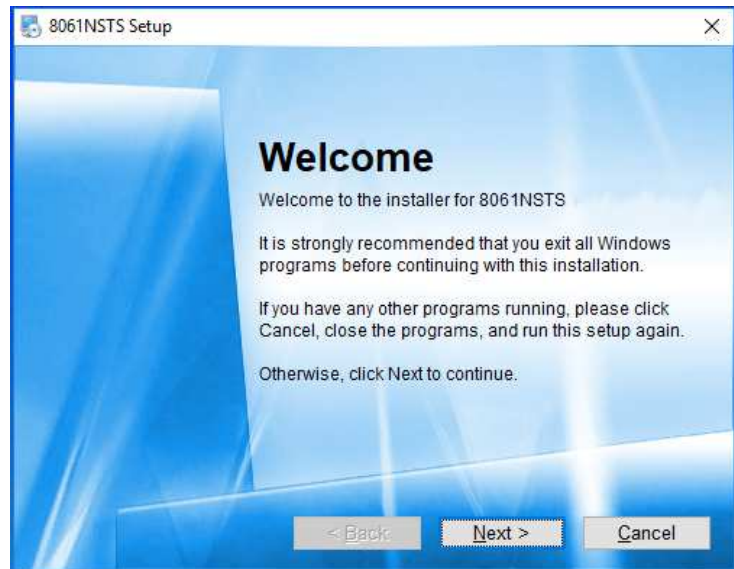 8061NSTS Setup
Welcome
Welcome to the installer for 8061NSTS
It is strongly recommended that you exit all Windows
programs before continuing with this installation.
If you have any other programs running, please click
Cancel, close the programs, and run this setup again.
Otherwise, click Next to continue.
< Back Next > Cancel